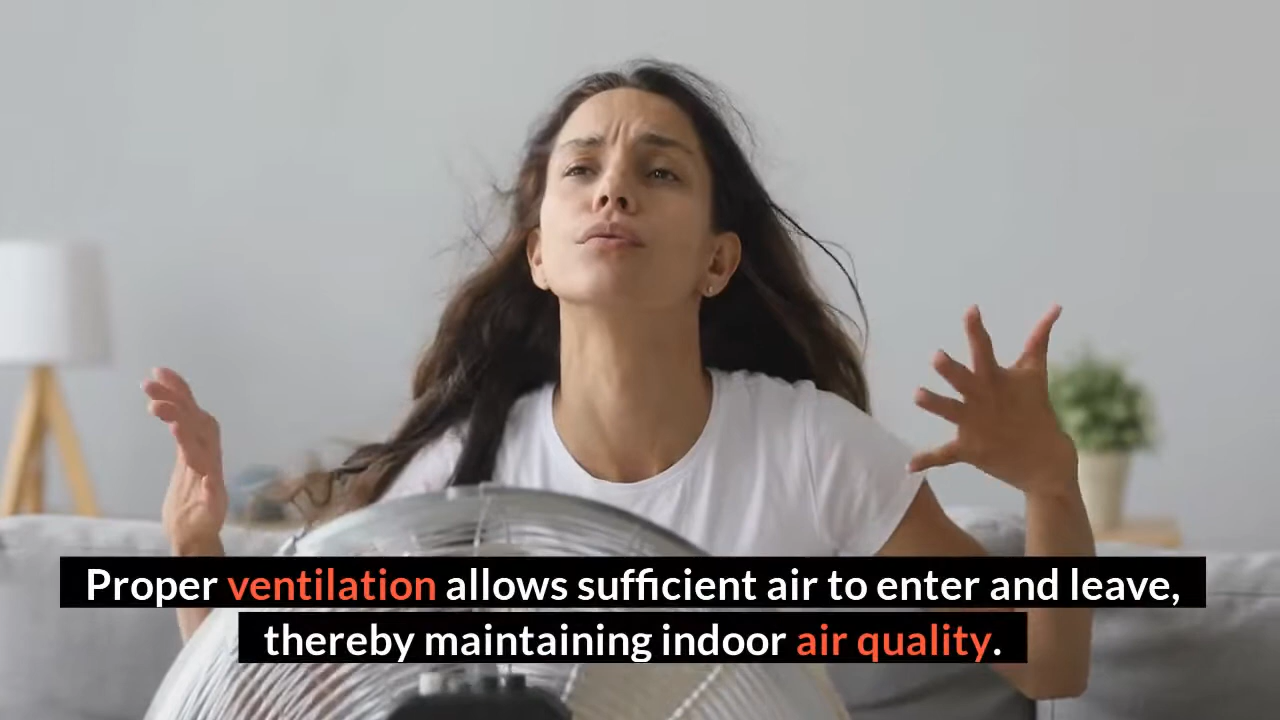 Proper ventilation allows sufficient air to enter and leave,
thereby maintaining indoor air quality.